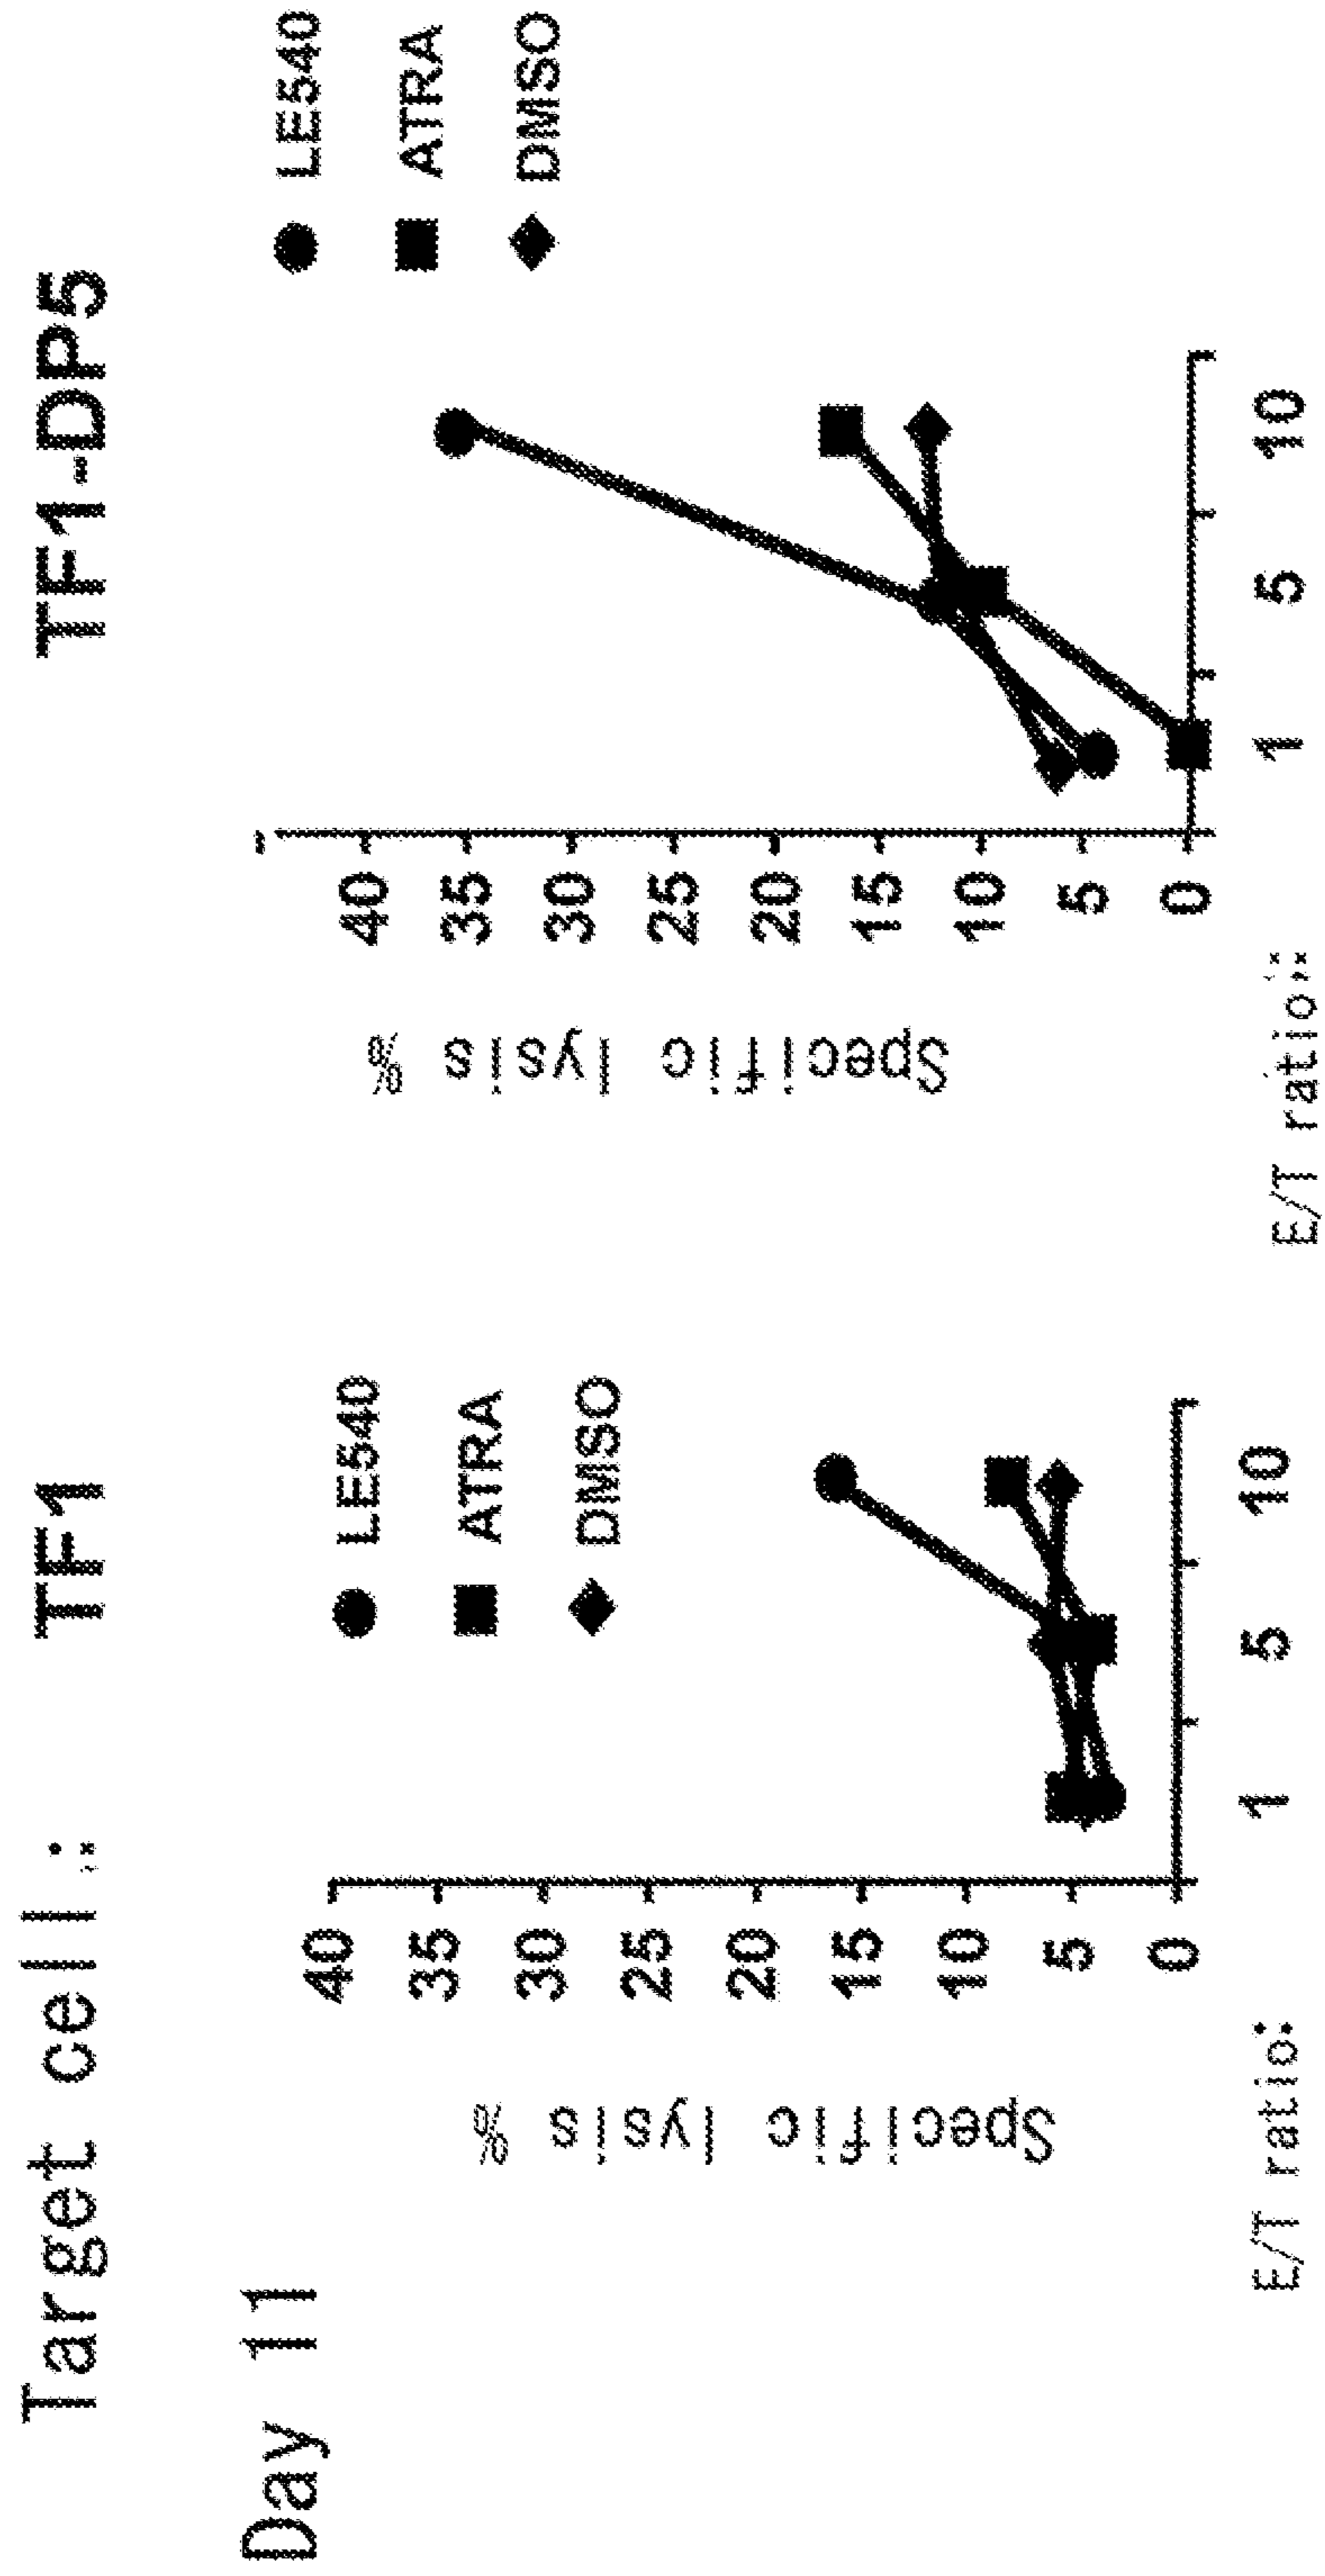 Target cell: TF1 TF1-DP5
Day 11
Specific lysis %
40
35
30
25
20
15
10
5
0
E/T ratio: 1 5 10
LE540
ATRA
DMSO
Specific lysis %
40
35
30
25
20
15
10
5
0
E/T ratio: 1 5 10
LE540
ATRA
DMSO